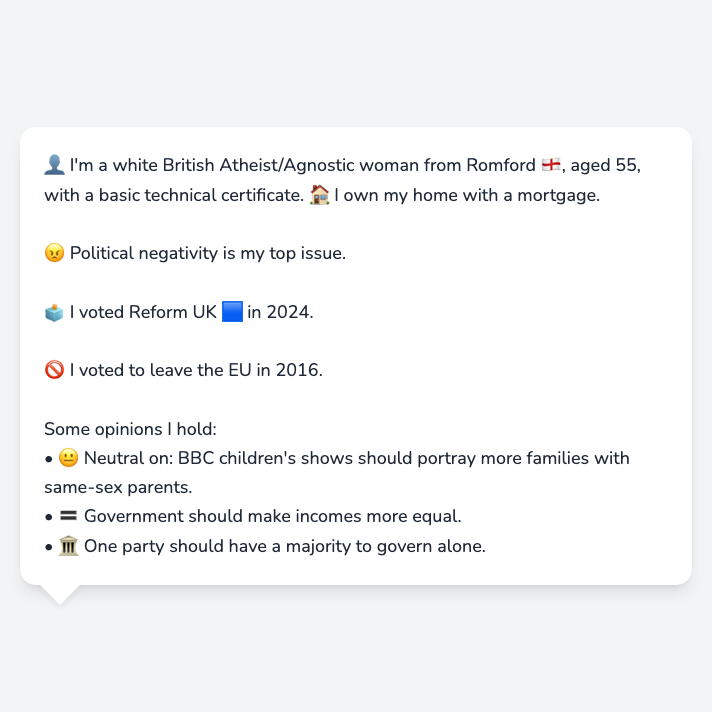 👤 I'm a white British Atheist/Agnostic woman from Romford 🏴󠁧󠁢󠁥󠁮󠁧󠁿, aged 55,
with a basic technical certificate. 🏠 I own my home with a mortgage.
😠 Political negativity is my top issue.
🗳️ I voted Reform UK 🟦 in 2024.
🚫 I voted to leave the EU in 2016.
Some opinions I hold:
• 😐 Neutral on: BBC children's shows should portray more families with
same-sex parents.
• 🟰 Government should make incomes more equal.
• 🏛️ One party should have a majority to govern alone.